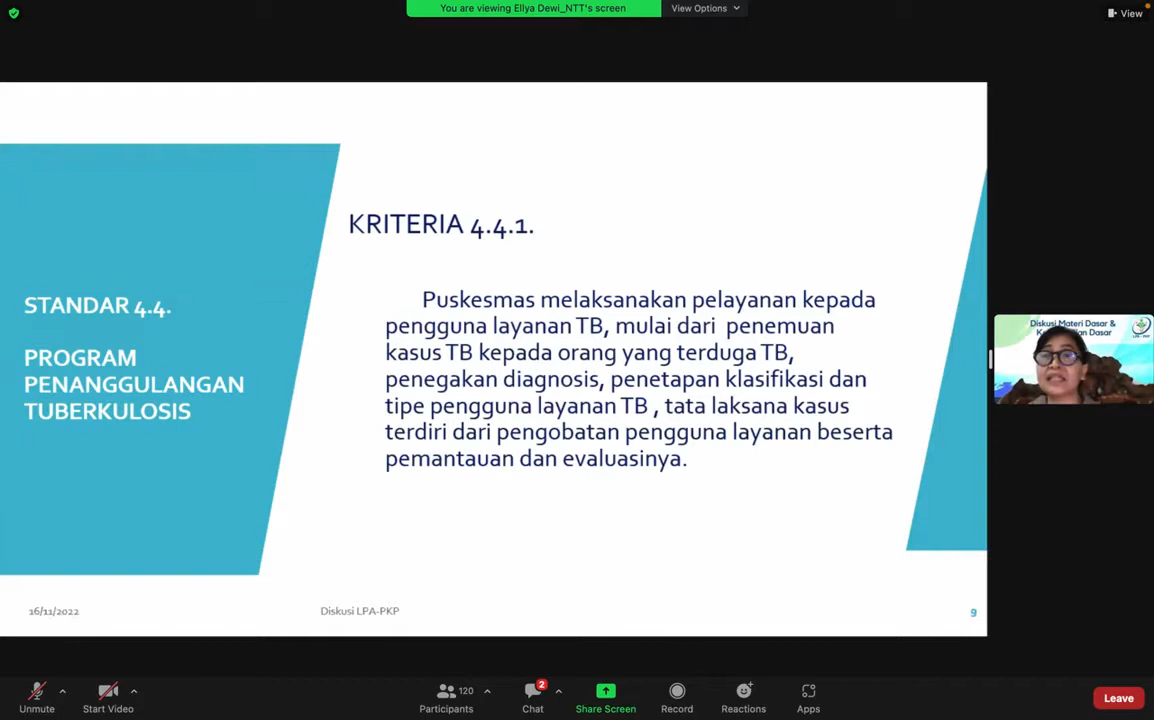 You are viewing Ellya Dewi_NTT's screen
View Options
View
KRITERIA 4.4.1.
STANDAR 4.4.
PROGRAM
PENANGGULANGAN
TUBERKULOSIS
Puskesmas melaksanakan pelayanan kepada
pengguna layanan TB, mulai dari penemuan
kasus TB kepada orang yang terduga TB,
penegakan diagnosis, penetapan klasifikasi dan
tipe pengguna layanan TB , tata laksana kasus
terdiri dari pengobatan pengguna layanan beserta
pemantauan dan evaluasinya.
Diskusi Materi Dasar &
16/11/2022
Diskusi LPA-PKP
9
Unmute
Start Video
120
Participants
2
Chat
Share Screen
Record
Reactions
Apps
Leave